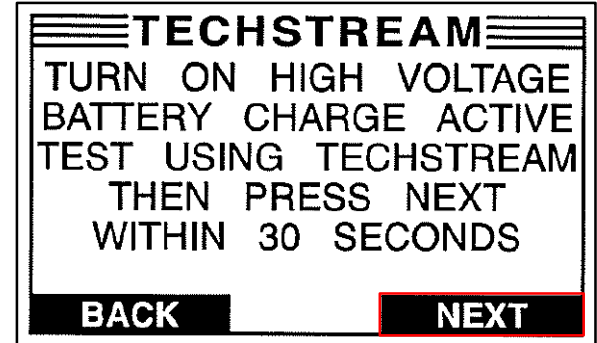 TECHSTREAM
TURN ON HIGH VOLTAGE
BATTERY CHARGE ACTIVE
TEST USING TECHSTREAM
THEN PRESS NEXT
WITHIN 30 SECONDS
BACK NEXT